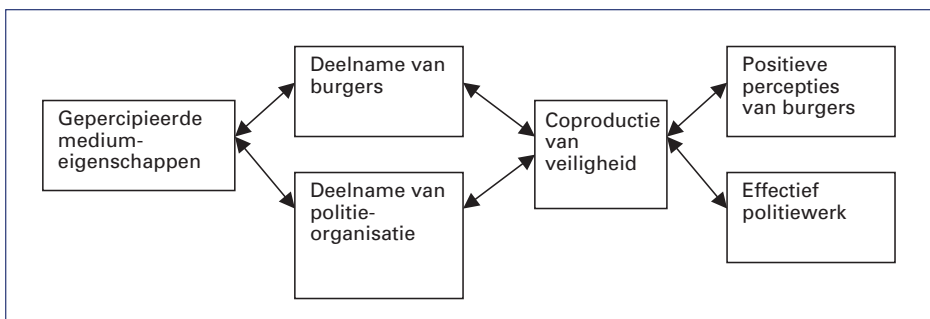 Gepercipieerde
medium-
eigenschappen
Deelname van
burgers
Deelname van
politie-
organisatie
Coproductie
van
veiligheid
Positieve
percepties
van burgers
Effectief
politiewerk